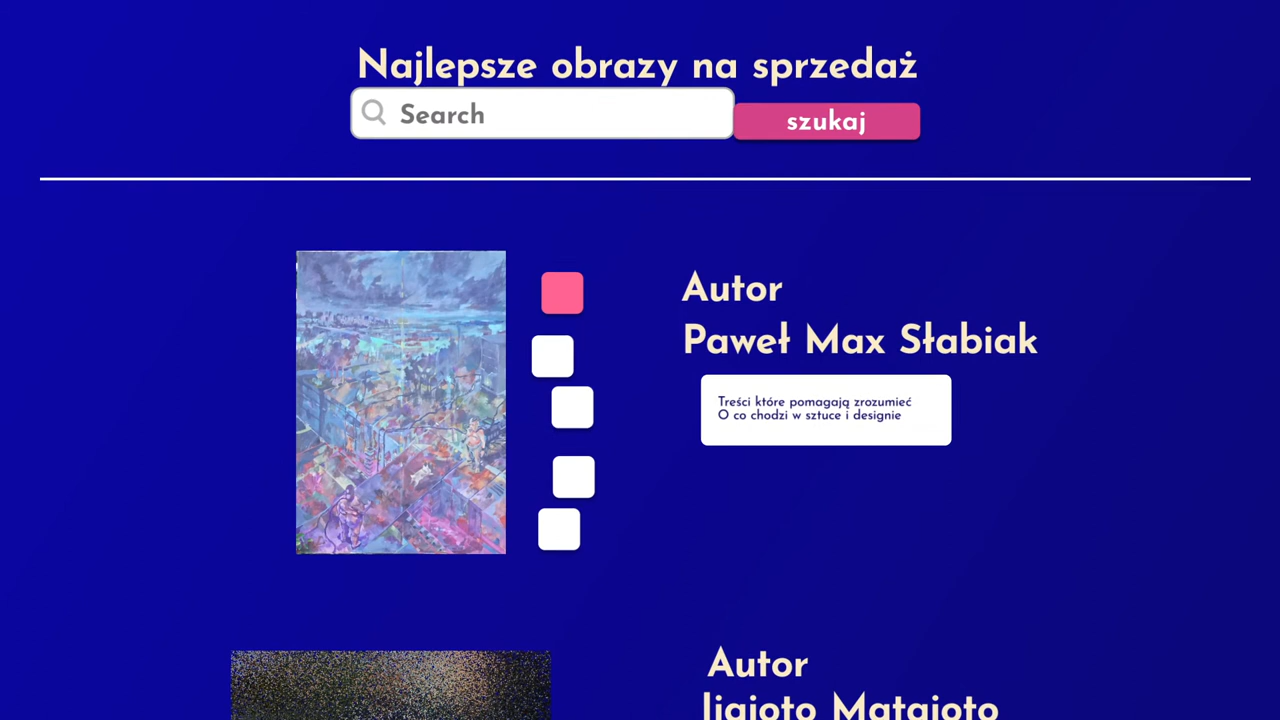 Najlepsze obrazy na sprzedaż
Search
szukaj
Autor
Paweł Max Słabiak
Treści które pomagają zrozumieć
O co chodzi w sztuce i designie
Autor